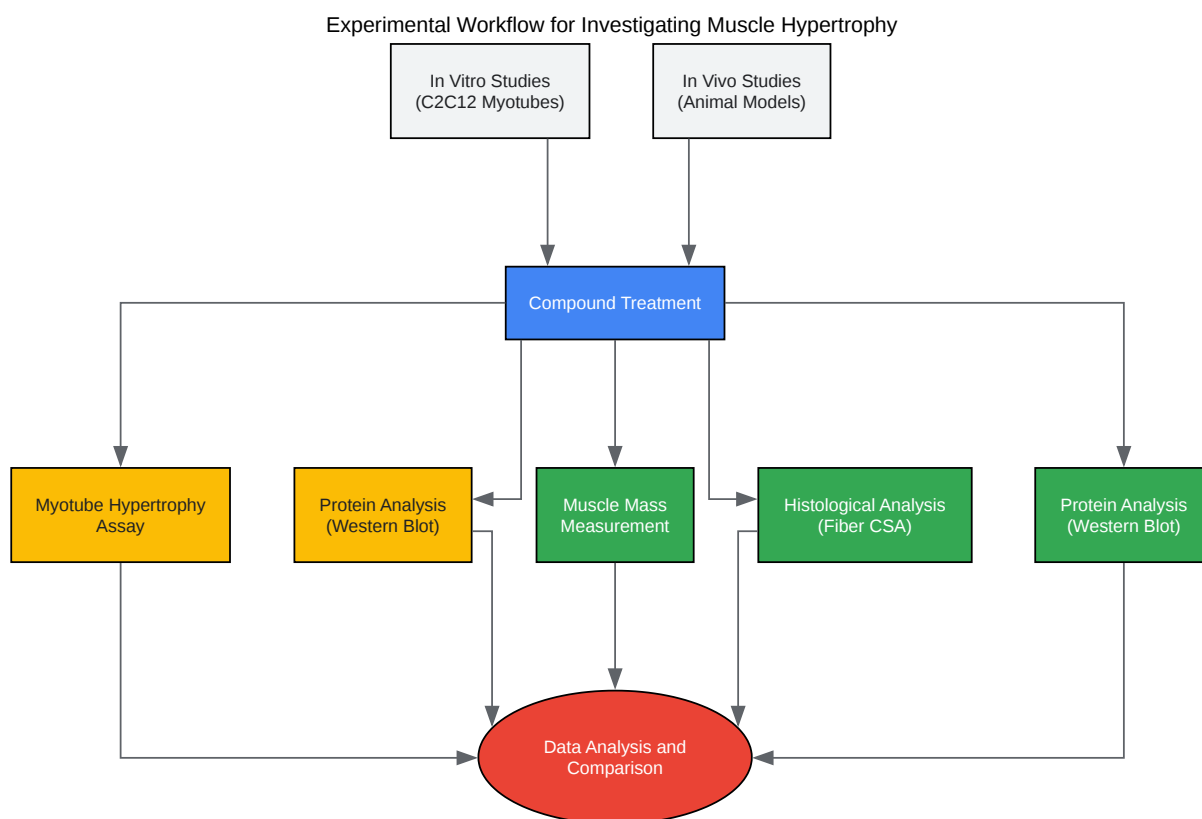 Experimental Workflow for Investigating Muscle Hypertrophy
In Vitro Studies
(C2C12 Myotubes)
In Vivo Studies
(Animal Models)
Compound Treatment
Myotube Hypertrophy
Assay
Protein Analysis
(Western Blot)
Muscle Mass
Measurement
Histological Analysis
(Fiber CSA)
Protein Analysis
(Western Blot)
Data Analysis and
Comparison